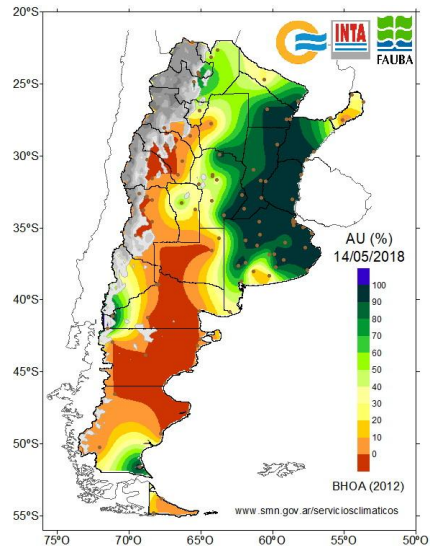 20°S
25°S
30°S
35°S
40°S
45°S
50°S
55°S
75°O
70°O
65°O
60°O
55°O
50°O
INTA
FAUBA
AU (%)
14/05/2018
100
90
80
70
60
50
40
30
20
10
0
BHOA (2012)
www.smn.gov.ar/serviciosclimaticos